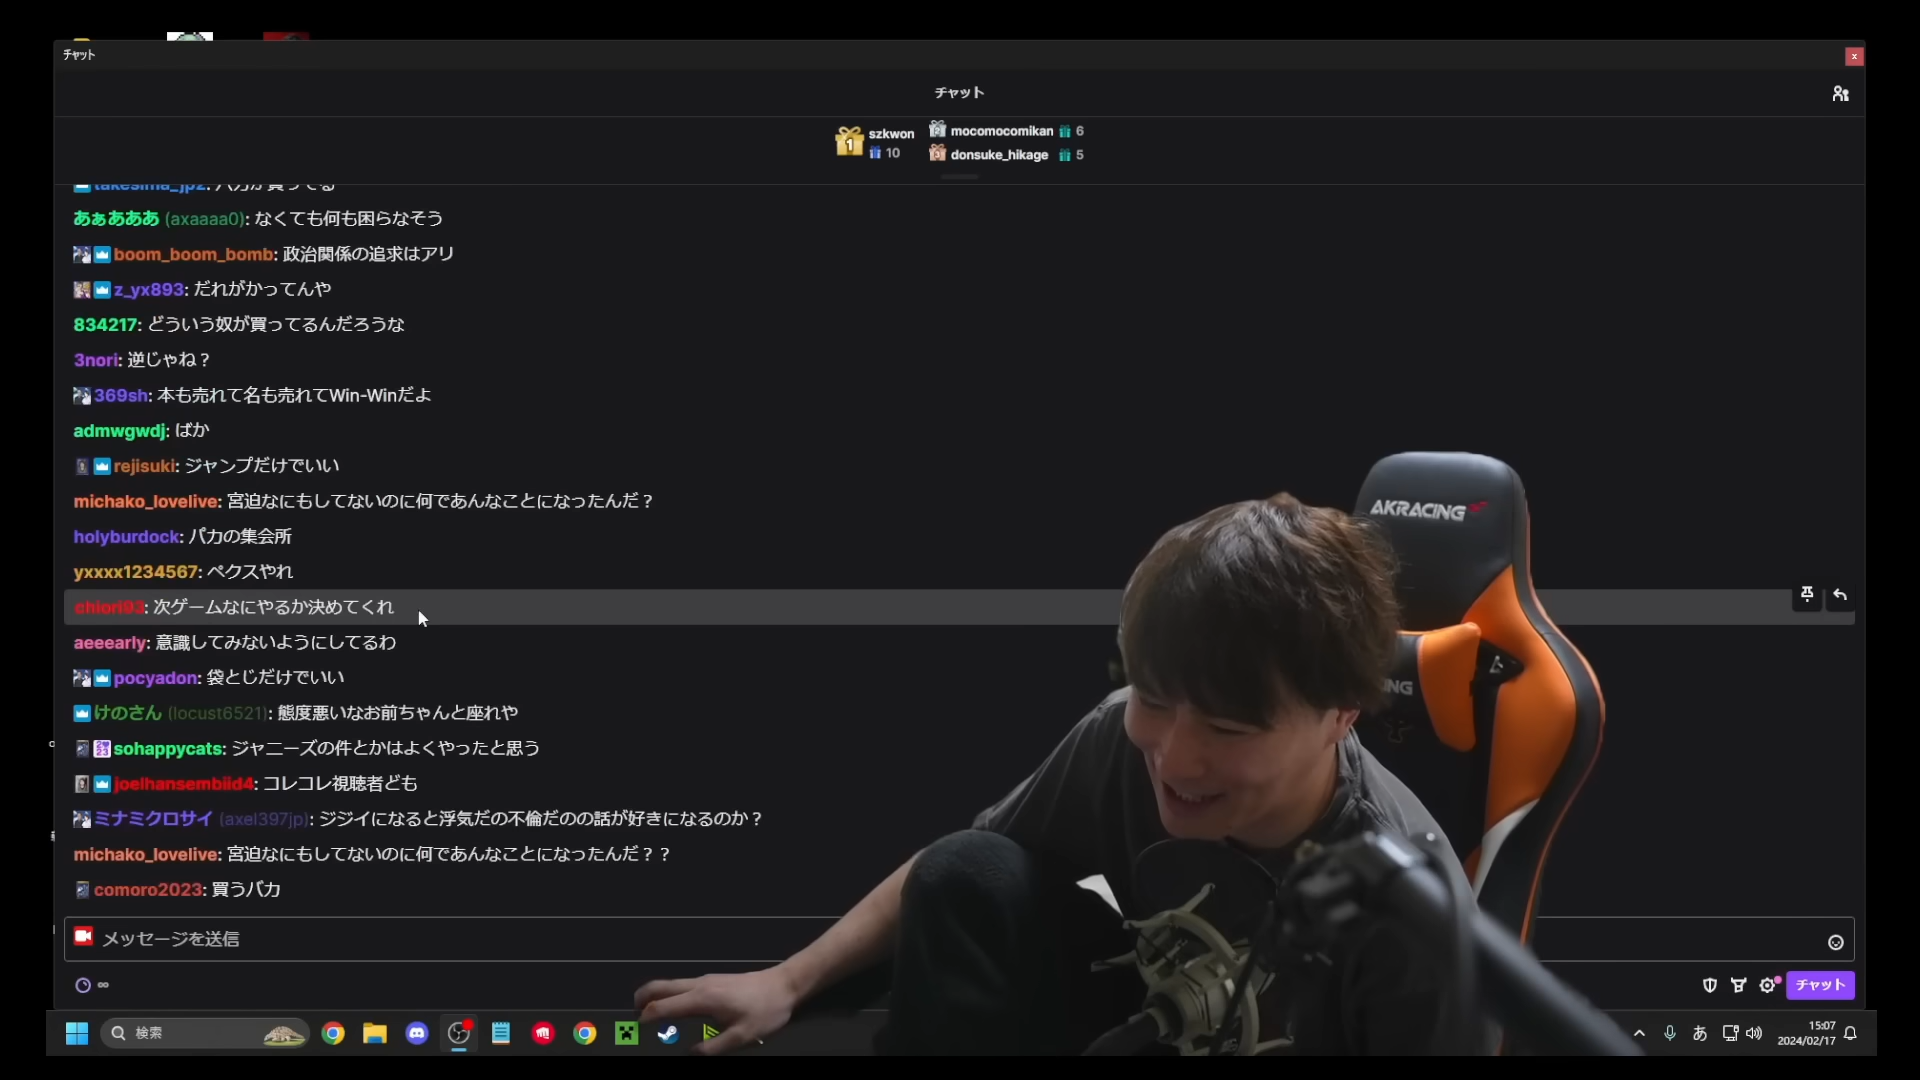 チャット
チャット
1 szkwon 10
mocomocomikan 6
donsuke_hikage 5
takesima_jp2: バカが買ってる
あぁあああ (axaaaa0): なくても何も困らなそう
boom_boom_bomb: 政治関係の追求はアリ
z_yx893: だれがかってんや
834217: どういう奴が買ってるんだろうな
3nori: 逆じゃね？
369sh: 本も売れて名も売れてWin-Winだよ
admwgwdj: ばか
rejisuki: ジャンプだけでいい
michako_lovelive: 宮迫なにもしてないのに何であんなことになったんだ？
holyburdock: パカの集会所
yxxxx1234567: ペクスやれ
chiori93: 次ゲームなにやるか決めてくれ
aeeearly: 意識してみないようにしてるわ
pocyadon: 袋とじだけでいい
けのさん (locust6521): 態度悪いなお前ちゃんと座れや
sohappycats: ジャニーズの件とかはよくやったと思う
joelhansembiid4: コレコレ視聴者ども
ミナミクロサイ (axel397jp): ジジイになると浮気だの不倫だのの話が好きになるのか？
michako_lovelive: 宮迫なにもしてないのに何であんなことになったんだ？？
comoro2023: 買うバカ
メッセージを送信
∞
チャット
AKRACING
検索
あ
15:07
2024/02/17